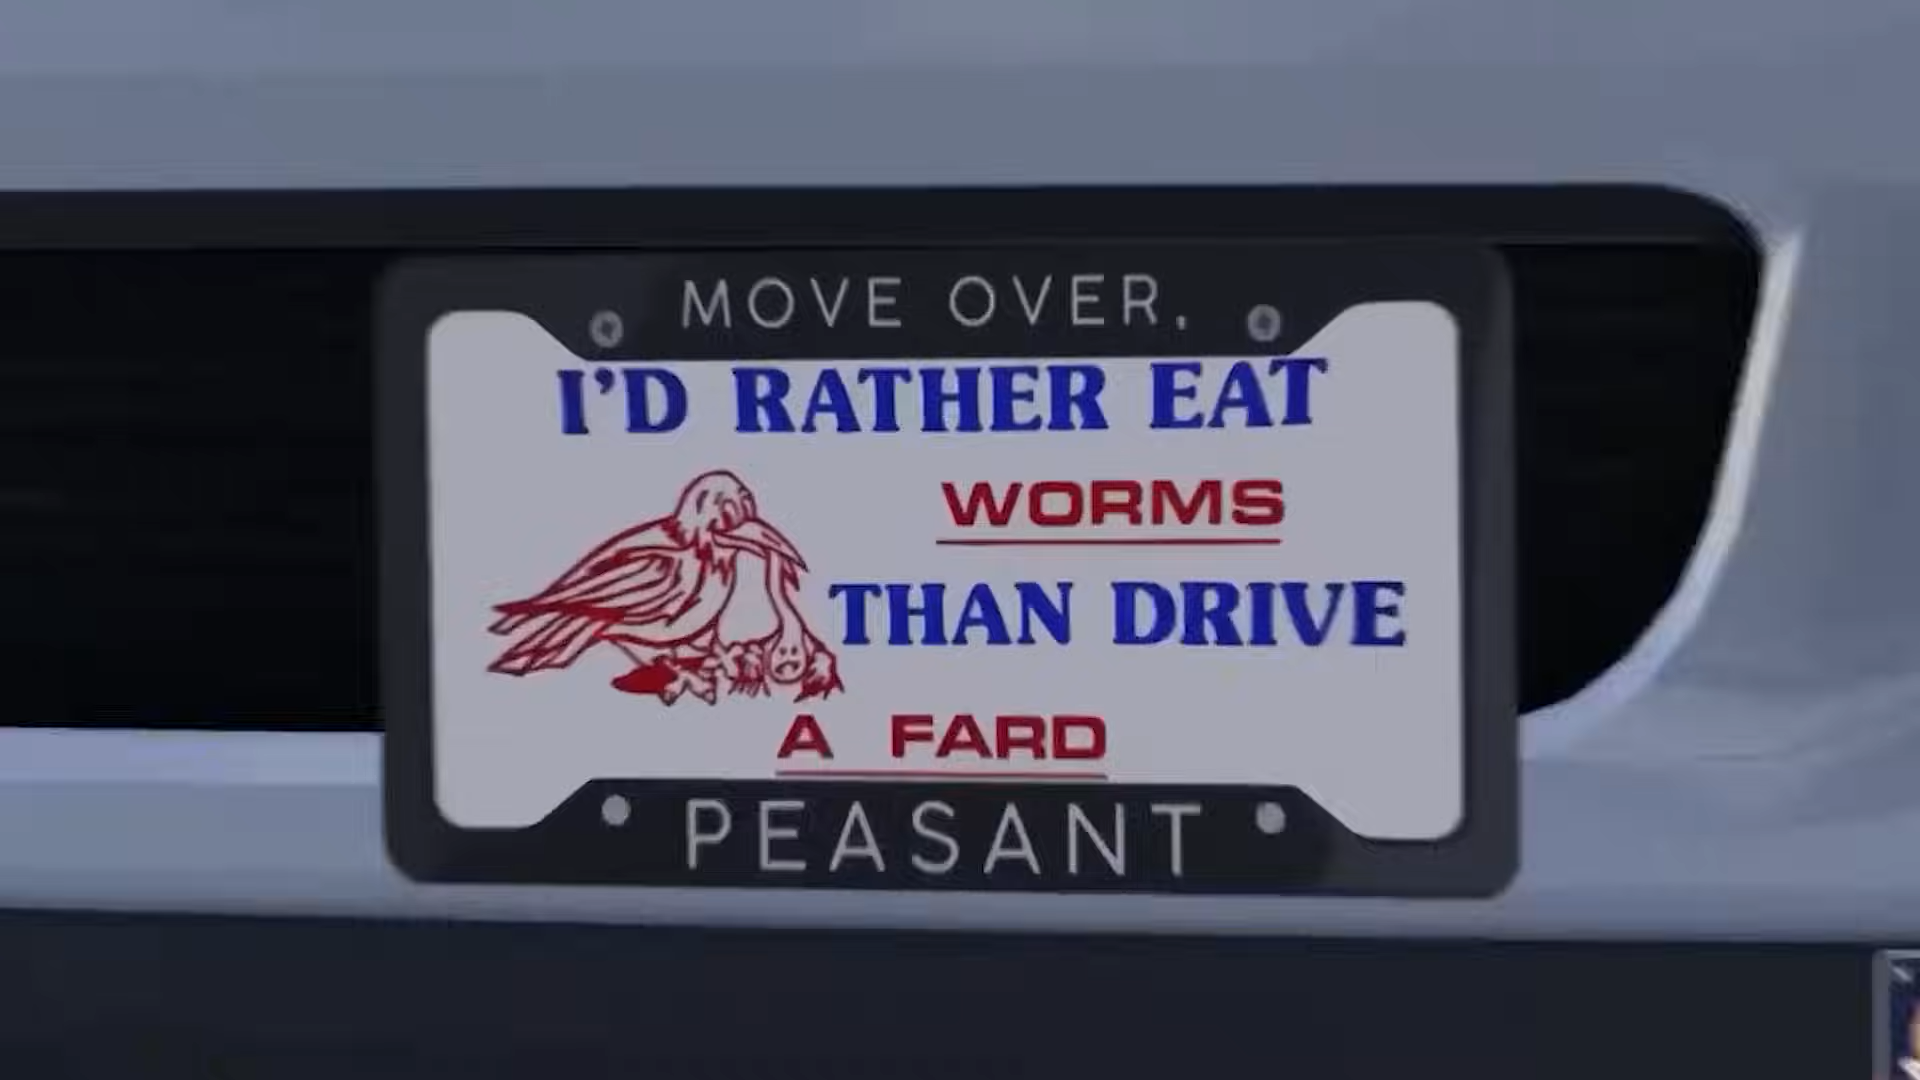 MOVE OVER,
I'D RATHER EAT
WORMS
THAN DRIVE
A FARD
PEASANT